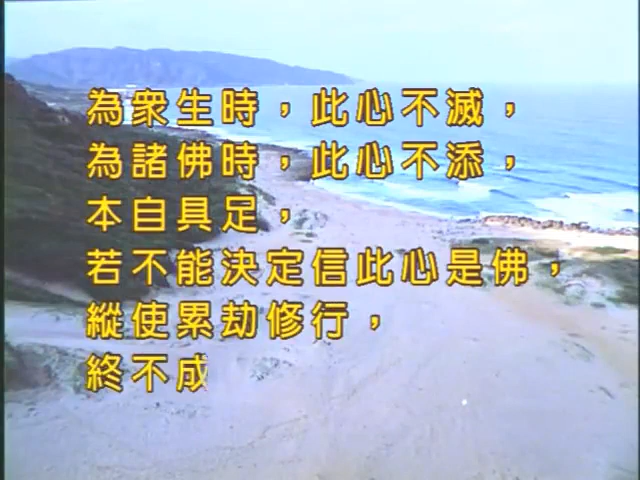 為衆生時，此心不滅，
為諸佛時，此心不添，
本自具足，
若不能決定信此心是佛，
縱使累劫修行，
終不成